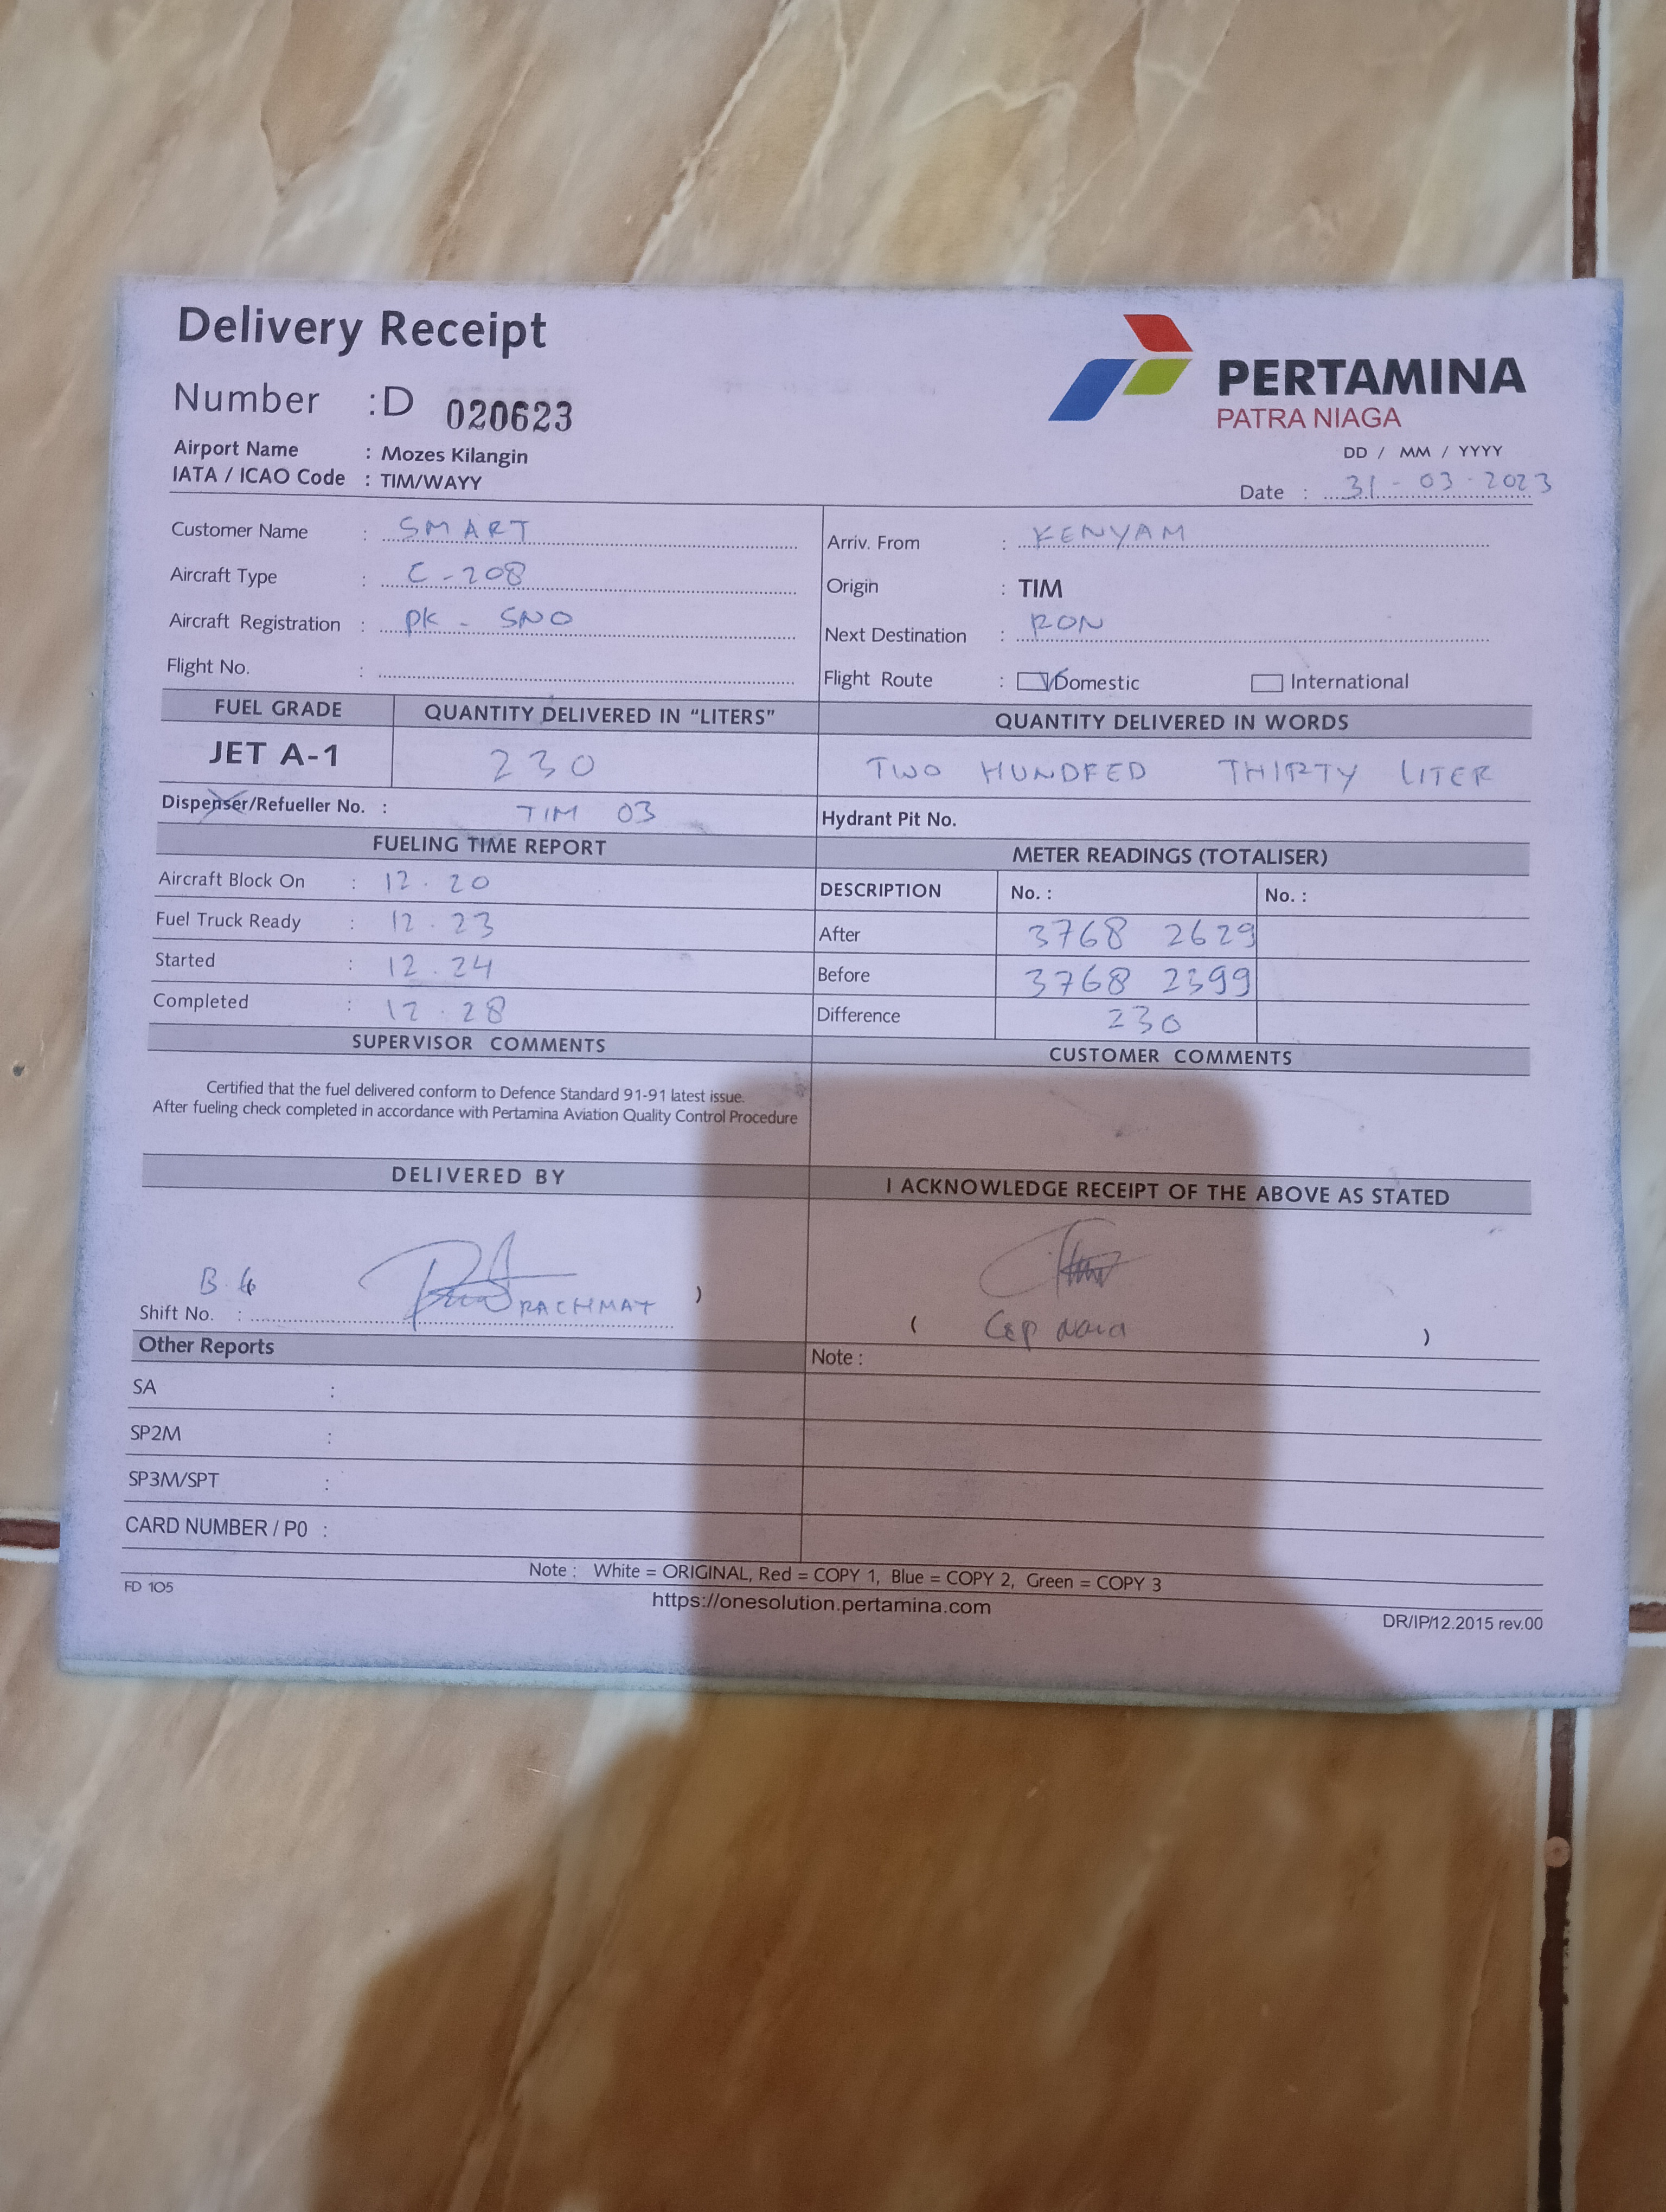 Delivery Receipt
Number : D 020623
PERTAMINA
PATRA NIAGA
Airport Name : Mozes Kilangin
IATA / ICAO Code : TIM/WAYY
DD / MM / YYYY
Date : 31 - 03 - 2023
Customer Name : SMART
Aircraft Type : C - 208
Aircraft Registration : PK - SNO
Flight No. :
Arriv. From : KENYAM
Origin : TIM
Next Destination : RON
Flight Route : Domestic International
FUEL GRADE QUANTITY DELIVERED IN "LITERS" QUANTITY DELIVERED IN WORDS
JET A-1 230 TWO HUNDFED THIRTY LITER
Dispenser/Refueller No. : TIM 03 Hydrant Pit No.
FUELING TIME REPORT
Aircraft Block On : 12.20
Fuel Truck Ready : 12.23
Started : 12.24
Completed : 12.28
METER READINGS (TOTALISER)
DESCRIPTION No. : No. :
After 3768 2629
Before 3768 2399
Difference 230
SUPERVISOR COMMENTS
Certified that the fuel delivered conform to Defence Standard 91-91 latest issue.
After fueling check completed in accordance with Pertamina Aviation Quality Control Procedure
CUSTOMER COMMENTS
DELIVERED BY
Shift No. : B. RACHMAT )
I ACKNOWLEDGE RECEIPT OF THE ABOVE AS STATED
( )
Other Reports
SA :
SP2M :
SP3M/SPT :
CARD NUMBER / P0 :
Note :
Note : White = ORIGINAL, Red = COPY 1, Blue = COPY 2, Green = COPY 3
FD 105
https://onesolution.pertamina.com
DR/IP/12.2015 rev.00